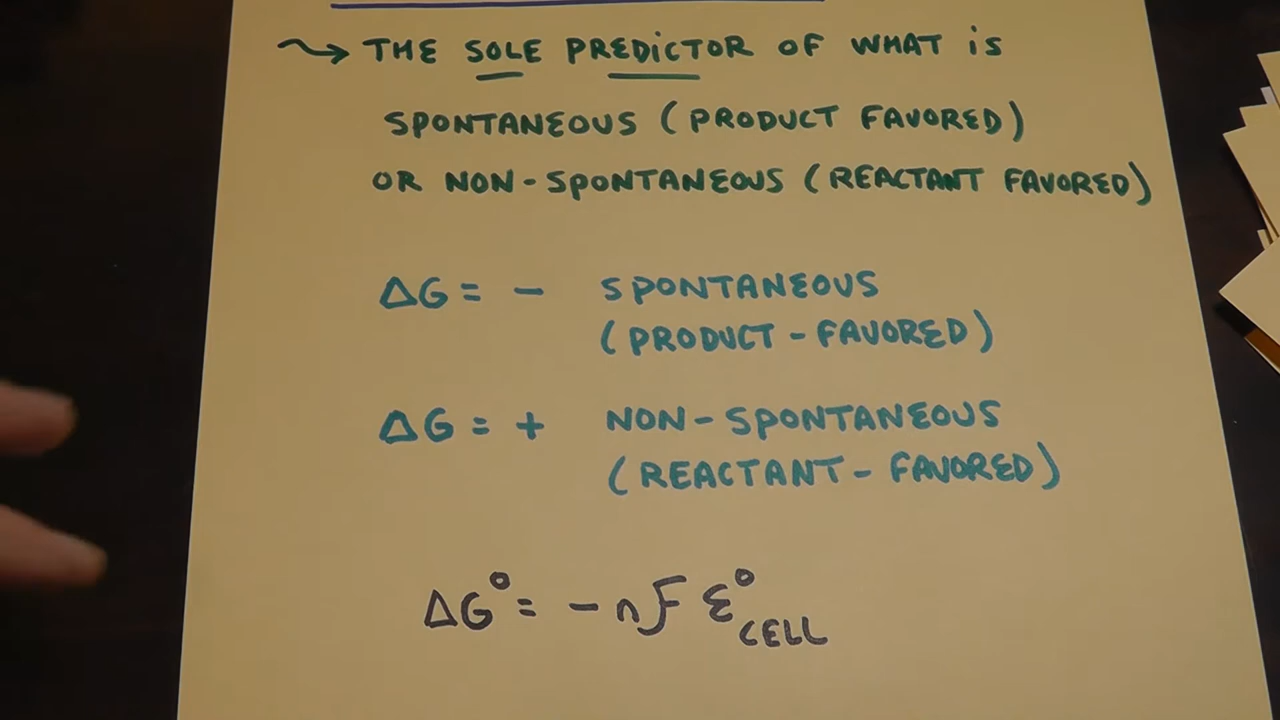 THE SOLE PREDICTOR OF WHAT IS
SPONTANEOUS (PRODUCT FAVORED)
OR NON-SPONTANEOUS (REACTANT FAVORED)
ΔG = - SPONTANEOUS
(PRODUCT-FAVORED)
ΔG = + NON-SPONTANEOUS
(REACTANT-FAVORED)
ΔG° = -nFℰ°CELL